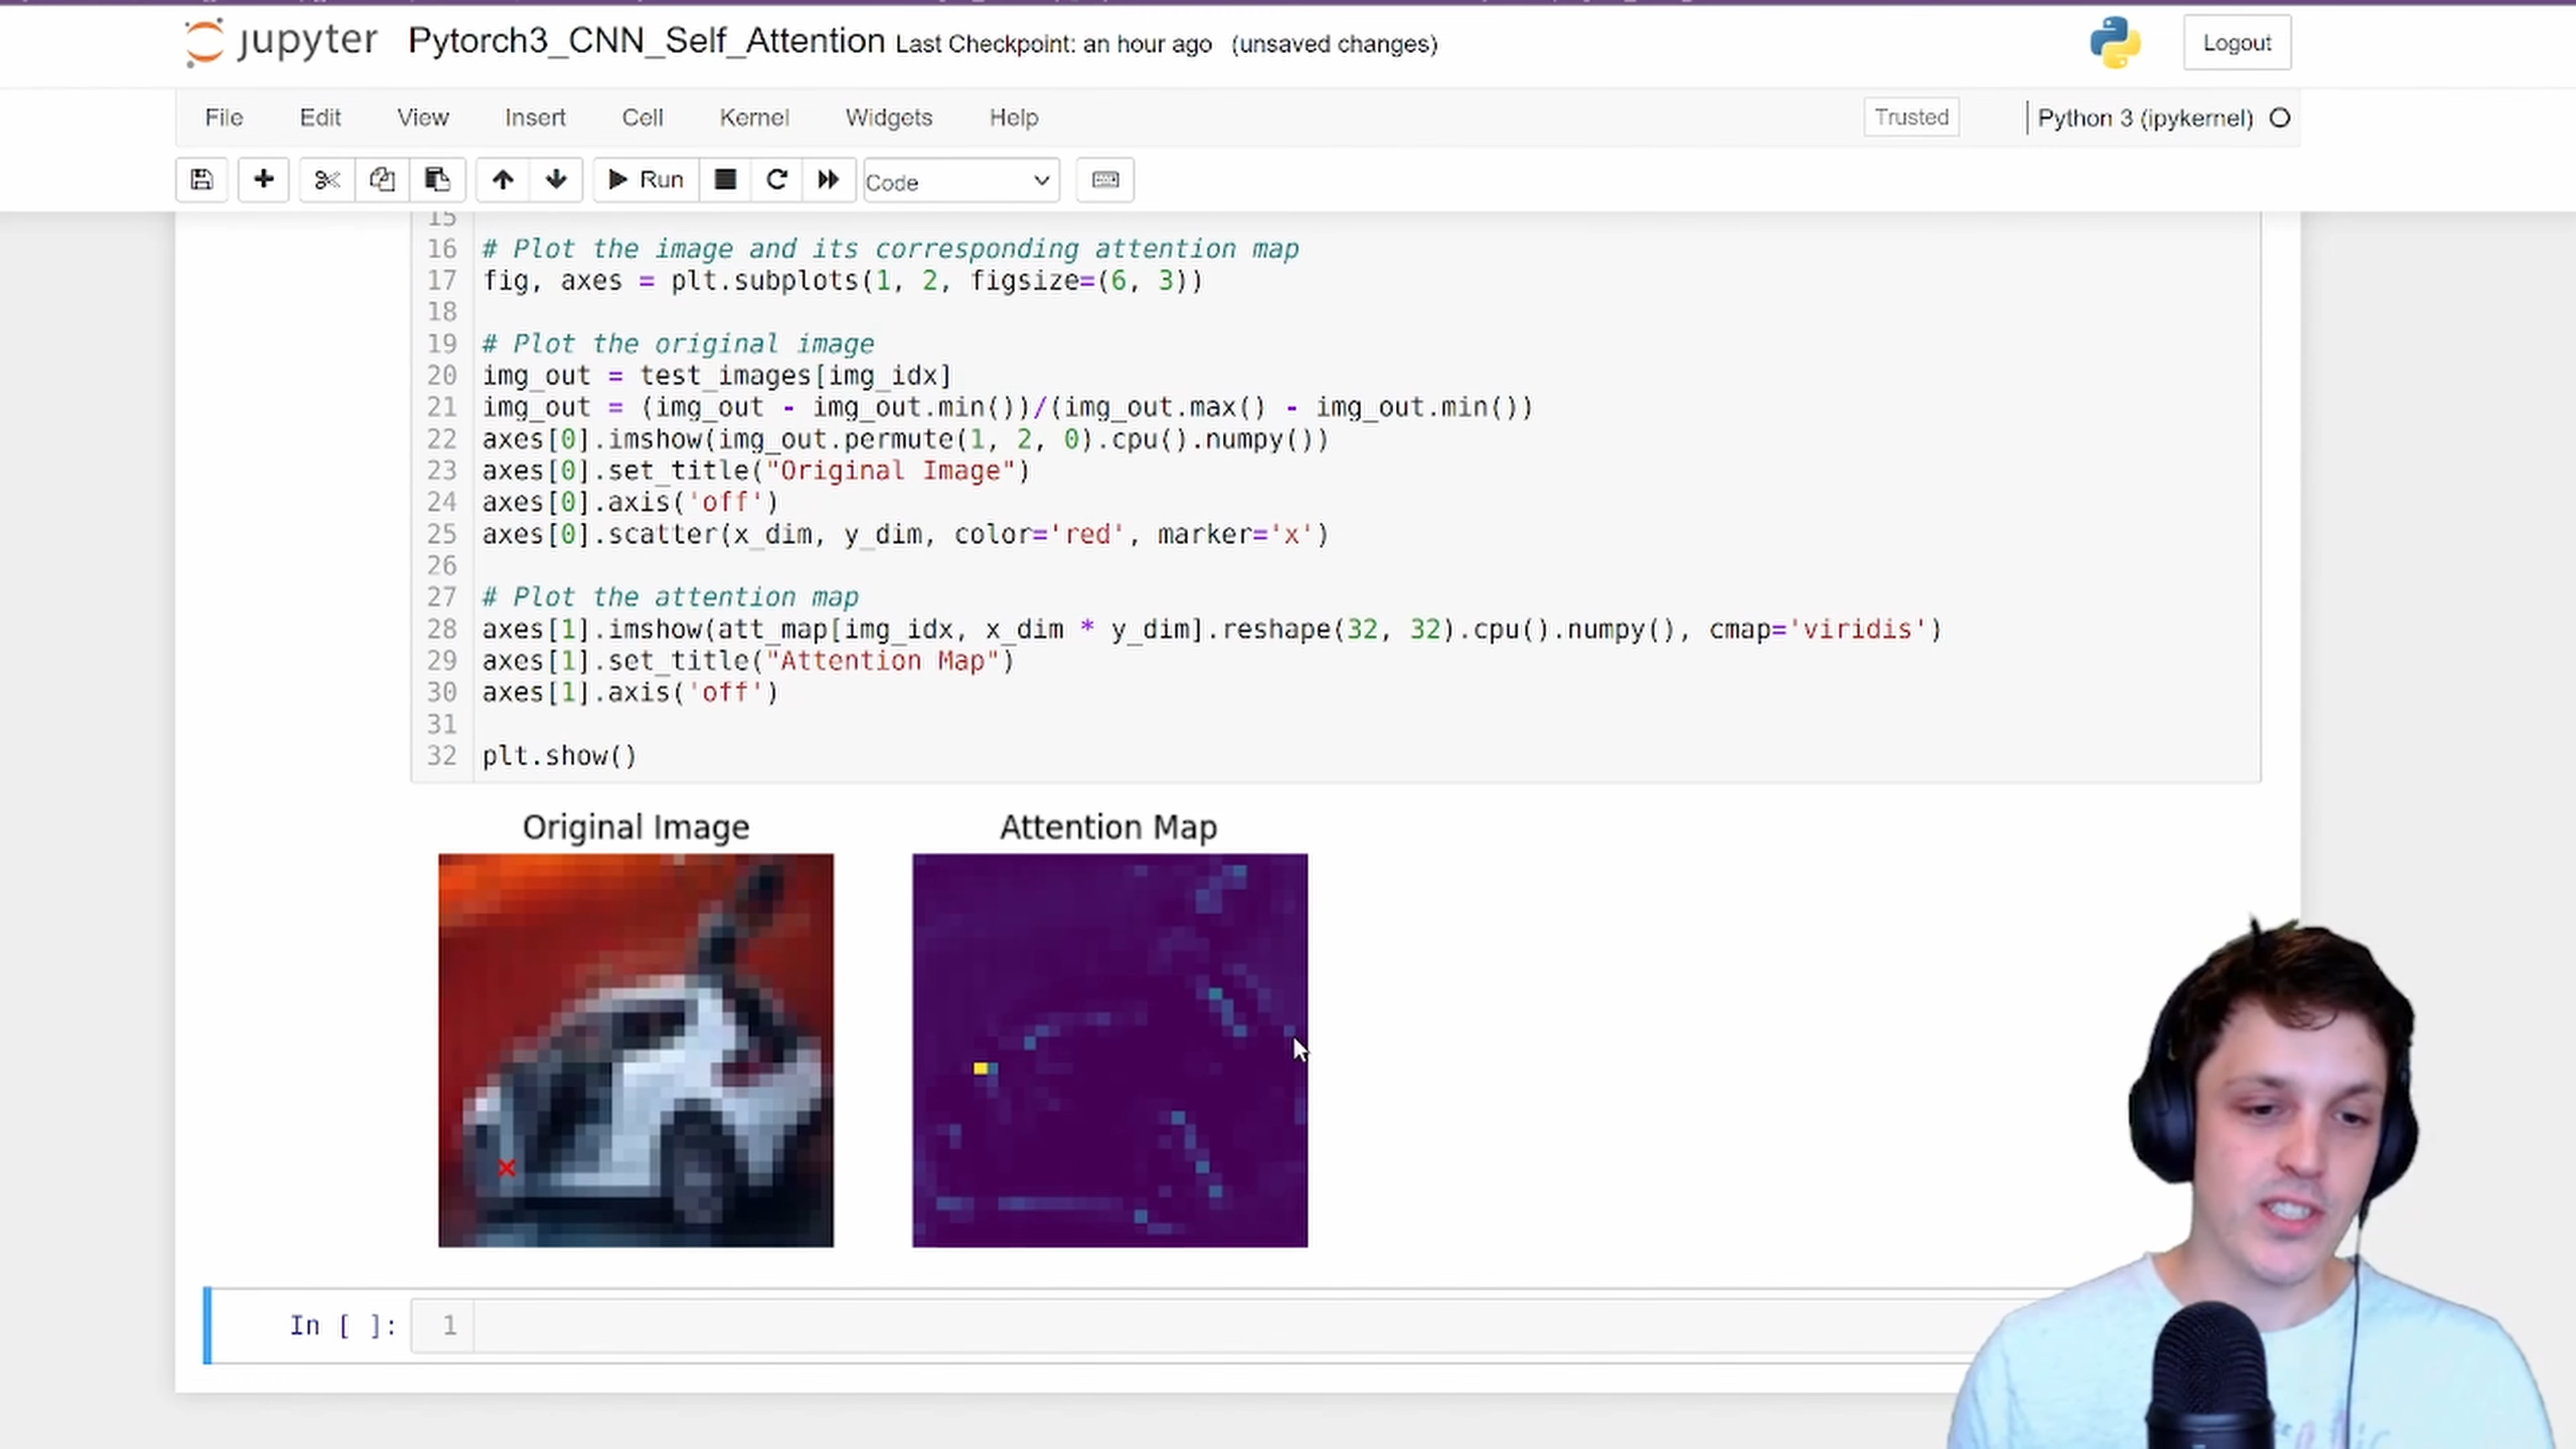 jupyter Pytorch3_CNN_Self_Attention Last Checkpoint: an hour ago (unsaved changes) Logout
File Edit View Insert Cell Kernel Widgets Help Trusted Python 3 (ipykernel)
Run Code
15
16 # Plot the image and its corresponding attention map
17 fig, axes = plt.subplots(1, 2, figsize=(6, 3))
18
19 # Plot the original image
20 img_out = test_images[img_idx]
21 img_out = (img_out - img_out.min())/(img_out.max() - img_out.min())
22 axes[0].imshow(img_out.permute(1, 2, 0).cpu().numpy())
23 axes[0].set_title("Original Image")
24 axes[0].axis('off')
25 axes[0].scatter(x_dim, y_dim, color='red', marker='x')
26
27 # Plot the attention map
28 axes[1].imshow(att_map[img_idx, x_dim * y_dim].reshape(32, 32).cpu().numpy(), cmap='viridis')
29 axes[1].set_title("Attention Map")
30 axes[1].axis('off')
31
32 plt.show()
Original Image Attention Map
In [ ]: 1